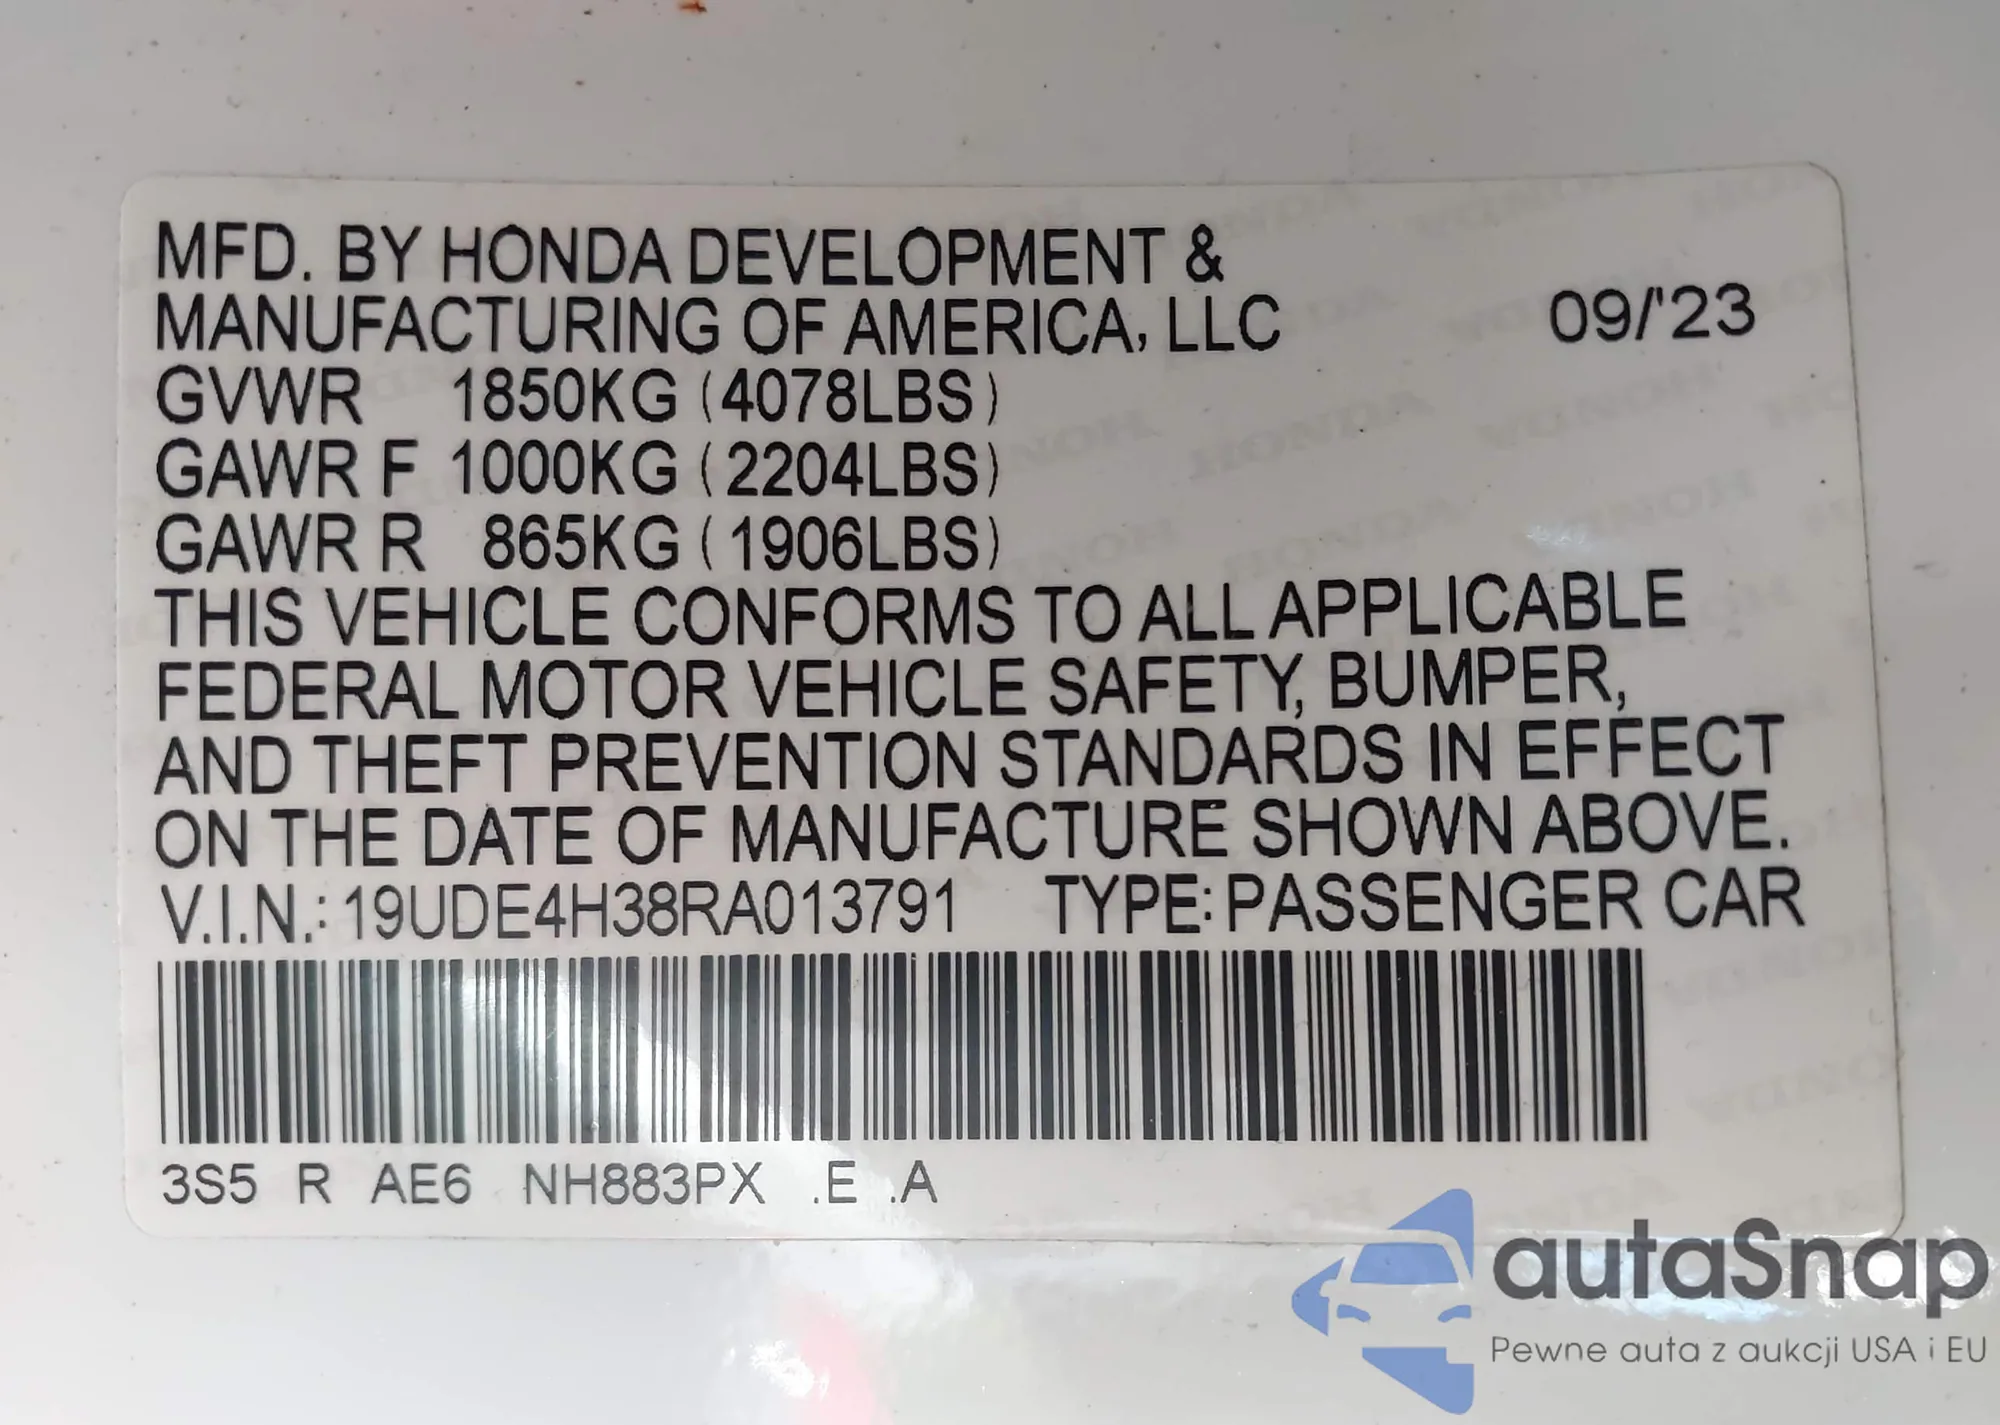 MFD. BY HONDA DEVELOPMENT &
MANUFACTURING OF AMERICA, LLC 09/'23
GVWR 1850KG (4078LBS)
GAWR F 1000KG (2204LBS)
GAWR R 865KG (1906LBS)
THIS VEHICLE CONFORMS TO ALL APPLICABLE
FEDERAL MOTOR VEHICLE SAFETY, BUMPER,
AND THEFT PREVENTION STANDARDS IN EFFECT
ON THE DATE OF MANUFACTURE SHOWN ABOVE.
V.I.N.: 19UDE4H38RA013791 TYPE: PASSENGER CAR
3S5 R AE6 NH883PX .E .A
autaSnap
Pewne auta z aukcji USA i EU